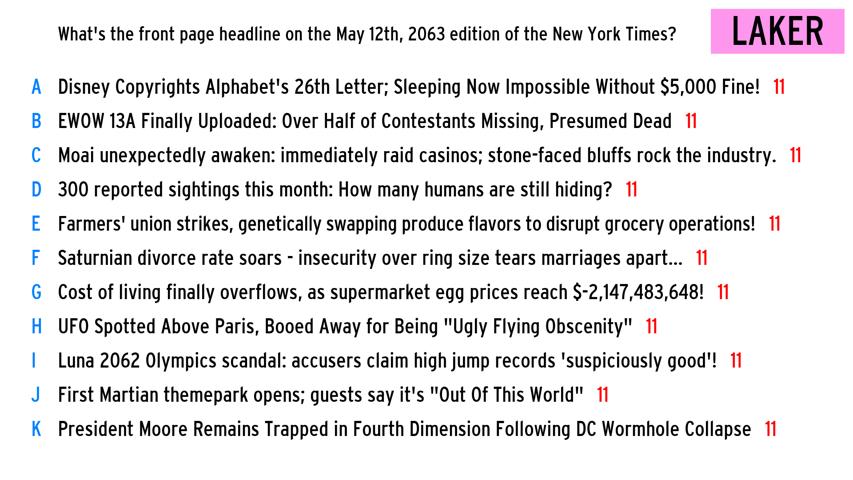 What's the front page headline on the May 12th, 2063 edition of the New York Times?
LAKER
A Disney Copyrights Alphabet's 26th Letter; Sleeping Now Impossible Without $5,000 Fine! 11
B EWOW 13A Finally Uploaded: Over Half of Contestants Missing, Presumed Dead 11
C Moai unexpectedly awaken: immediately raid casinos; stone-faced bluffs rock the industry. 11
D 300 reported sightings this month: How many humans are still hiding? 11
E Farmers' union strikes, genetically swapping produce flavors to disrupt grocery operations! 11
F Saturnian divorce rate soars - insecurity over ring size tears marriages apart... 11
G Cost of living finally overflows, as supermarket egg prices reach $-2,147,483,648! 11
H UFO Spotted Above Paris, Booed Away for Being "Ugly Flying Obscenity" 11
I Luna 2062 Olympics scandal: accusers claim high jump records 'suspiciously good'! 11
J First Martian themepark opens; guests say it's "Out Of This World" 11
K President Moore Remains Trapped in Fourth Dimension Following DC Wormhole Collapse 11